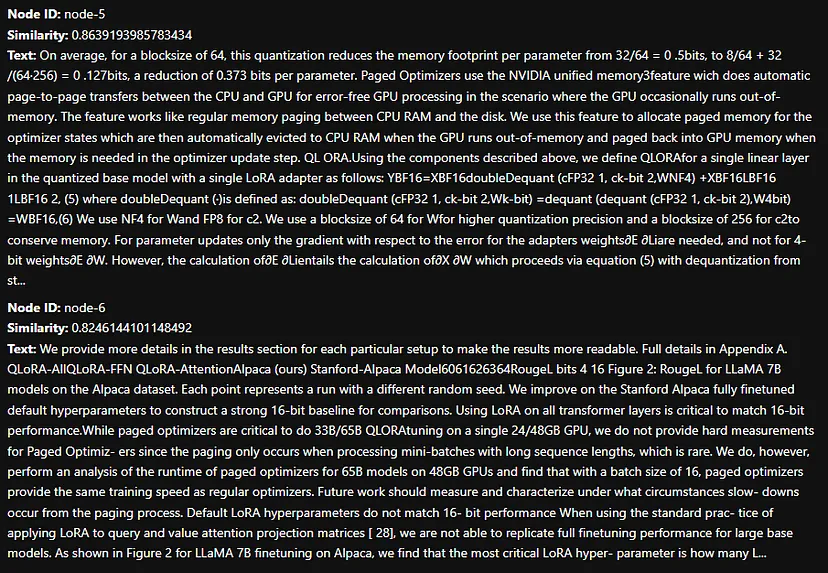 Node ID: node-5
Similarity: 0.8639193985783434
Text: On average, for a blocksize of 64, this quantization reduces the memory footprint per parameter from 32/64 = 0 .5bits, to 8/64 + 32
/(64·256) = 0 .127bits, a reduction of 0.373 bits per parameter. Paged Optimizers use the NVIDIA unified memory3feature wich does automatic
page-to-page transfers between the CPU and GPU for error-free GPU processing in the scenario where the GPU occasionally runs out-of-
memory. The feature works like regular memory paging between CPU RAM and the disk. We use this feature to allocate paged memory for the
optimizer states which are then automatically evicted to CPU RAM when the GPU runs out-of-memory and paged back into GPU memory when
the memory is needed in the optimizer update step. QL ORA.Using the components described above, we define QLORAfor a single linear layer
in the quantized base model with a single LoRA adapter as follows: YBF16=XBF16doubleDequant (cFP32 1, ck-bit 2,WNF4) +XBF16LBF16
1LBF16 2, (5) where doubleDequant (·)is defined as: doubleDequant (cFP32 1, ck-bit 2,Wk-bit) =dequant (dequant (cFP32 1, ck-bit 2),W4bit)
=WBF16,(6) We use NF4 for Wand FP8 for c2. We use a blocksize of 64 for Wfor higher quantization precision and a blocksize of 256 for c2to
conserve memory. For parameter updates only the gradient with respect to the error for the adapters weights∂E ∂Liare needed, and not for 4-
bit weights∂E ∂W. However, the calculation of∂E ∂Lientails the calculation of∂X ∂W which proceeds via equation (5) with dequantization from
st...
Node ID: node-6
Similarity: 0.8246144101148492
Text: We provide more details in the results section for each particular setup to make the results more readable. Full details in Appendix A.
QLoRA-AllQLoRA-FFN QLoRA-AttentionAlpaca (ours) Stanford-Alpaca Model6061626364RougeL bits 4 16 Figure 2: RougeL for LLaMA 7B
models on the Alpaca dataset. Each point represents a run with a different random seed. We improve on the Stanford Alpaca fully finetuned
default hyperparameters to construct a strong 16-bit baseline for comparisons. Using LoRA on all transformer layers is critical to match 16-bit
performance.While paged optimizers are critical to do 33B/65B QLORAtuning on a single 24/48GB GPU, we do not provide hard measurements
for Paged Optimiz- ers since the paging only occurs when processing mini-batches with long sequence lengths, which is rare. We do, however,
perform an analysis of the runtime of paged optimizers for 65B models on 48GB GPUs and find that with a batch size of 16, paged optimizers
provide the same training speed as regular optimizers. Future work should measure and characterize under what circumstances slow- downs
occur from the paging process. Default LoRA hyperparameters do not match 16- bit performance When using the standard prac- tice of
applying LoRA to query and value attention projection matrices [ 28], we are not able to replicate full finetuning performance for large base
models. As shown in Figure 2 for LLaMA 7B finetuning on Alpaca, we find that the most critical LoRA hyper- parameter is how many L...